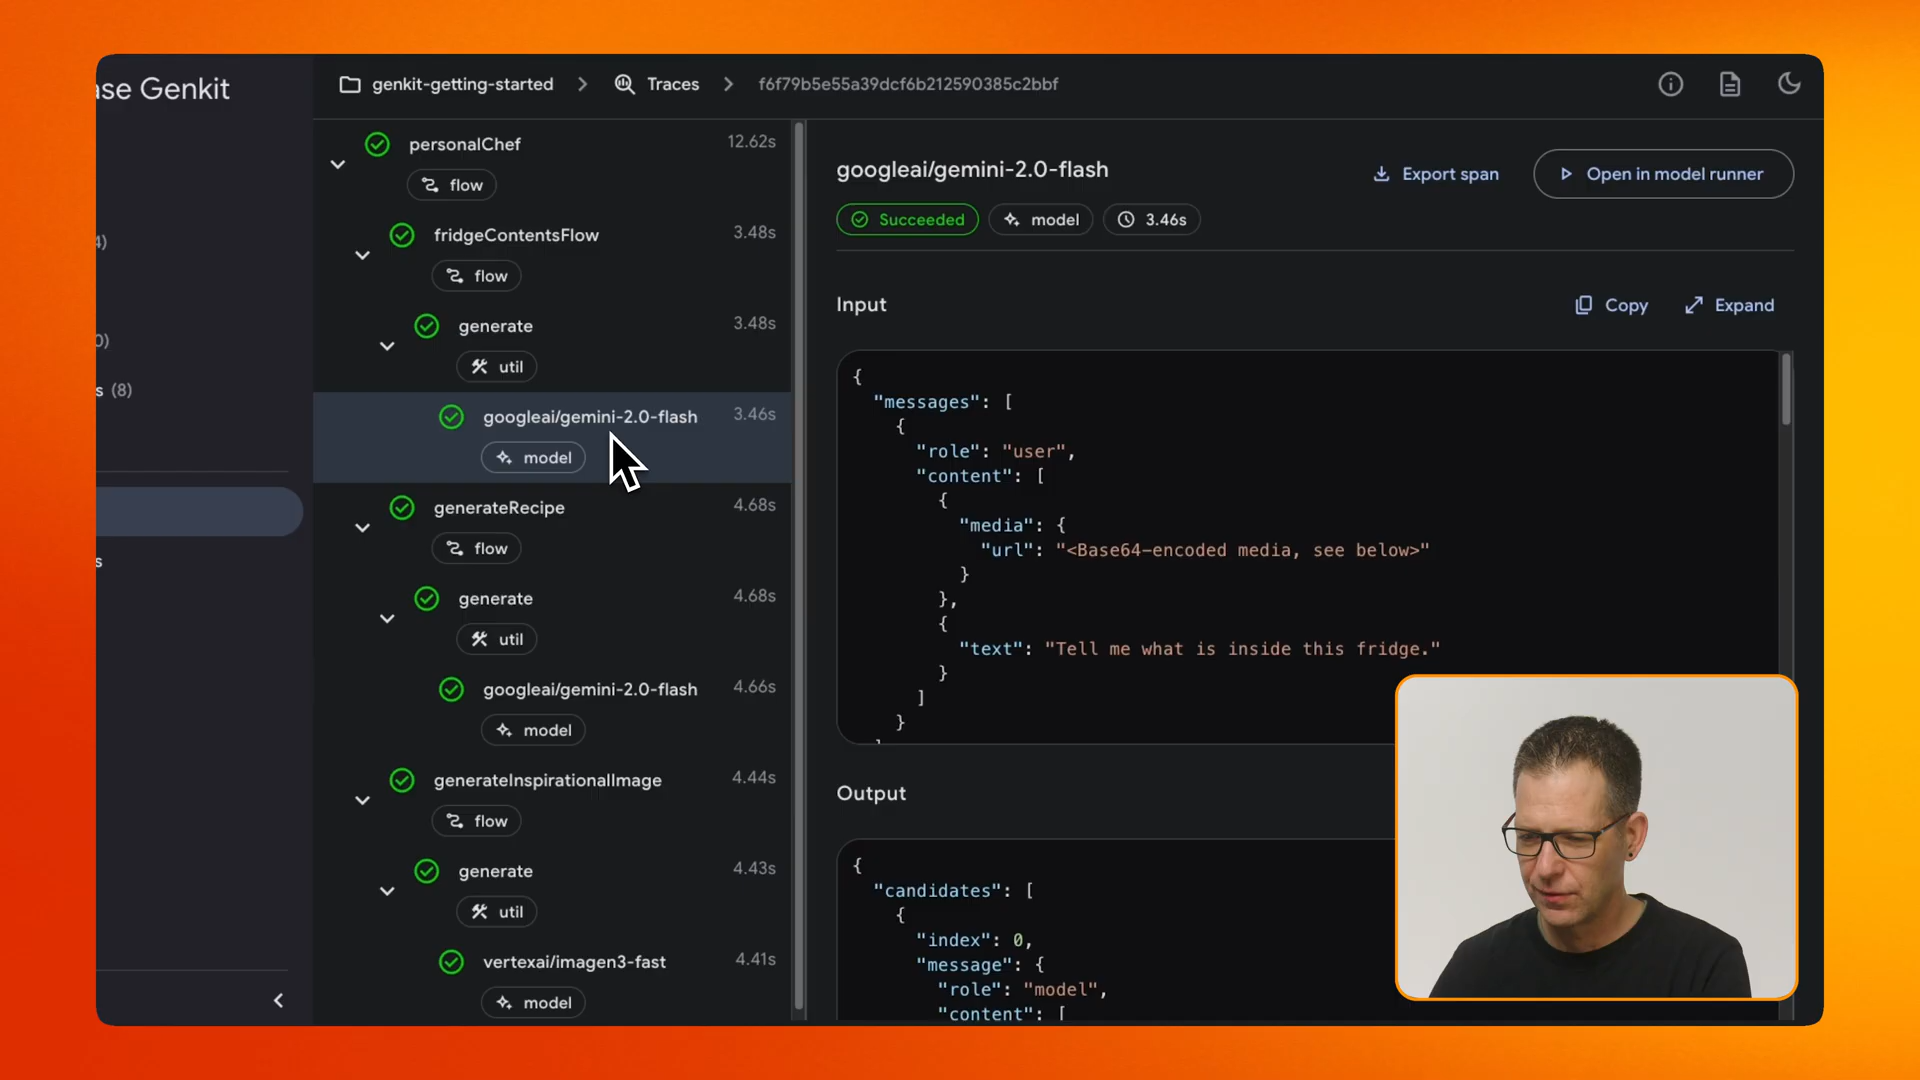 ase Genkit
genkit-getting-started
Traces
f6f79b5e55a39dcf6b212590385c2bbf
4)
0)
s (8)
s
personalChef 12.62s
flow
fridgeContentsFlow 3.48s
flow
generate 3.48s
util
googleai/gemini-2.0-flash 3.46s
model
generateRecipe 4.68s
flow
generate 4.68s
util
googleai/gemini-2.0-flash 4.66s
model
generateInspirationalImage 4.44s
flow
generate 4.43s
util
vertexai/imagen3-fast 4.41s
model
googleai/gemini-2.0-flash
Export span
Open in model runner
Succeeded
model
3.46s
Input
Copy
Expand
{
"messages": [
{
"role": "user",
"content": [
{
"media": {
"url": "<Base64-encoded media, see below>"
}
},
{
"text": "Tell me what is inside this fridge."
}
]
}
Output
{
"candidates": [
{
"index": 0,
"message": {
"role": "model",
"content": [